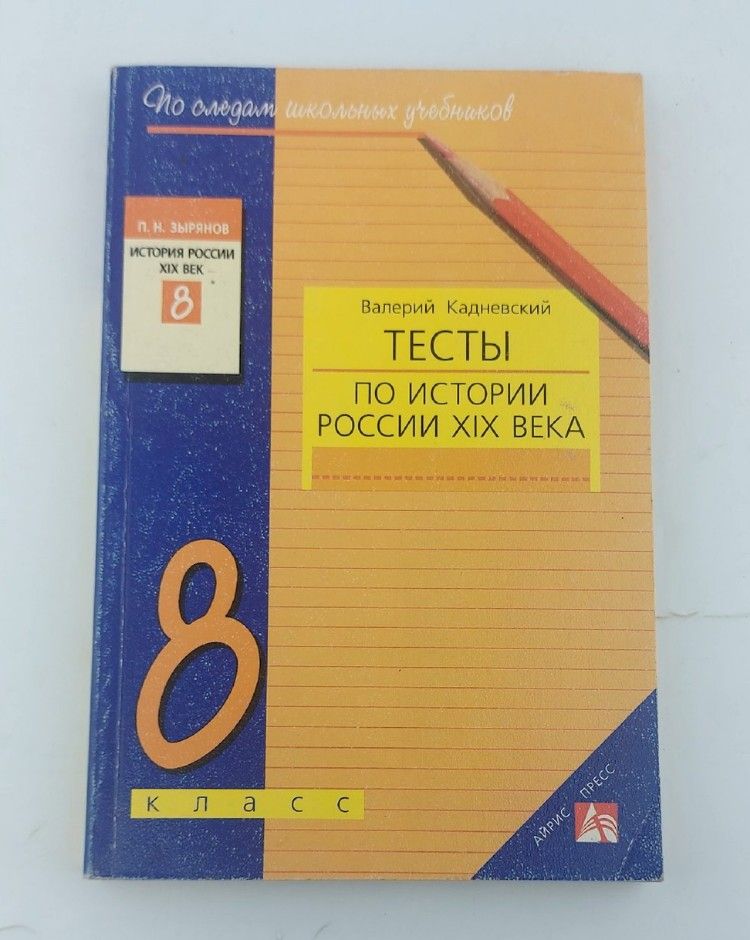 По следам школьных учебников
П. Н. ЗЫРЯНОВ
ИСТОРИЯ РОССИИ
XIX ВЕК
8
Валерий Кадневский
ТЕСТЫ
ПО ИСТОРИИ
РОССИИ XIX ВЕКА
8
класс
АЙРИС ПРЕСС